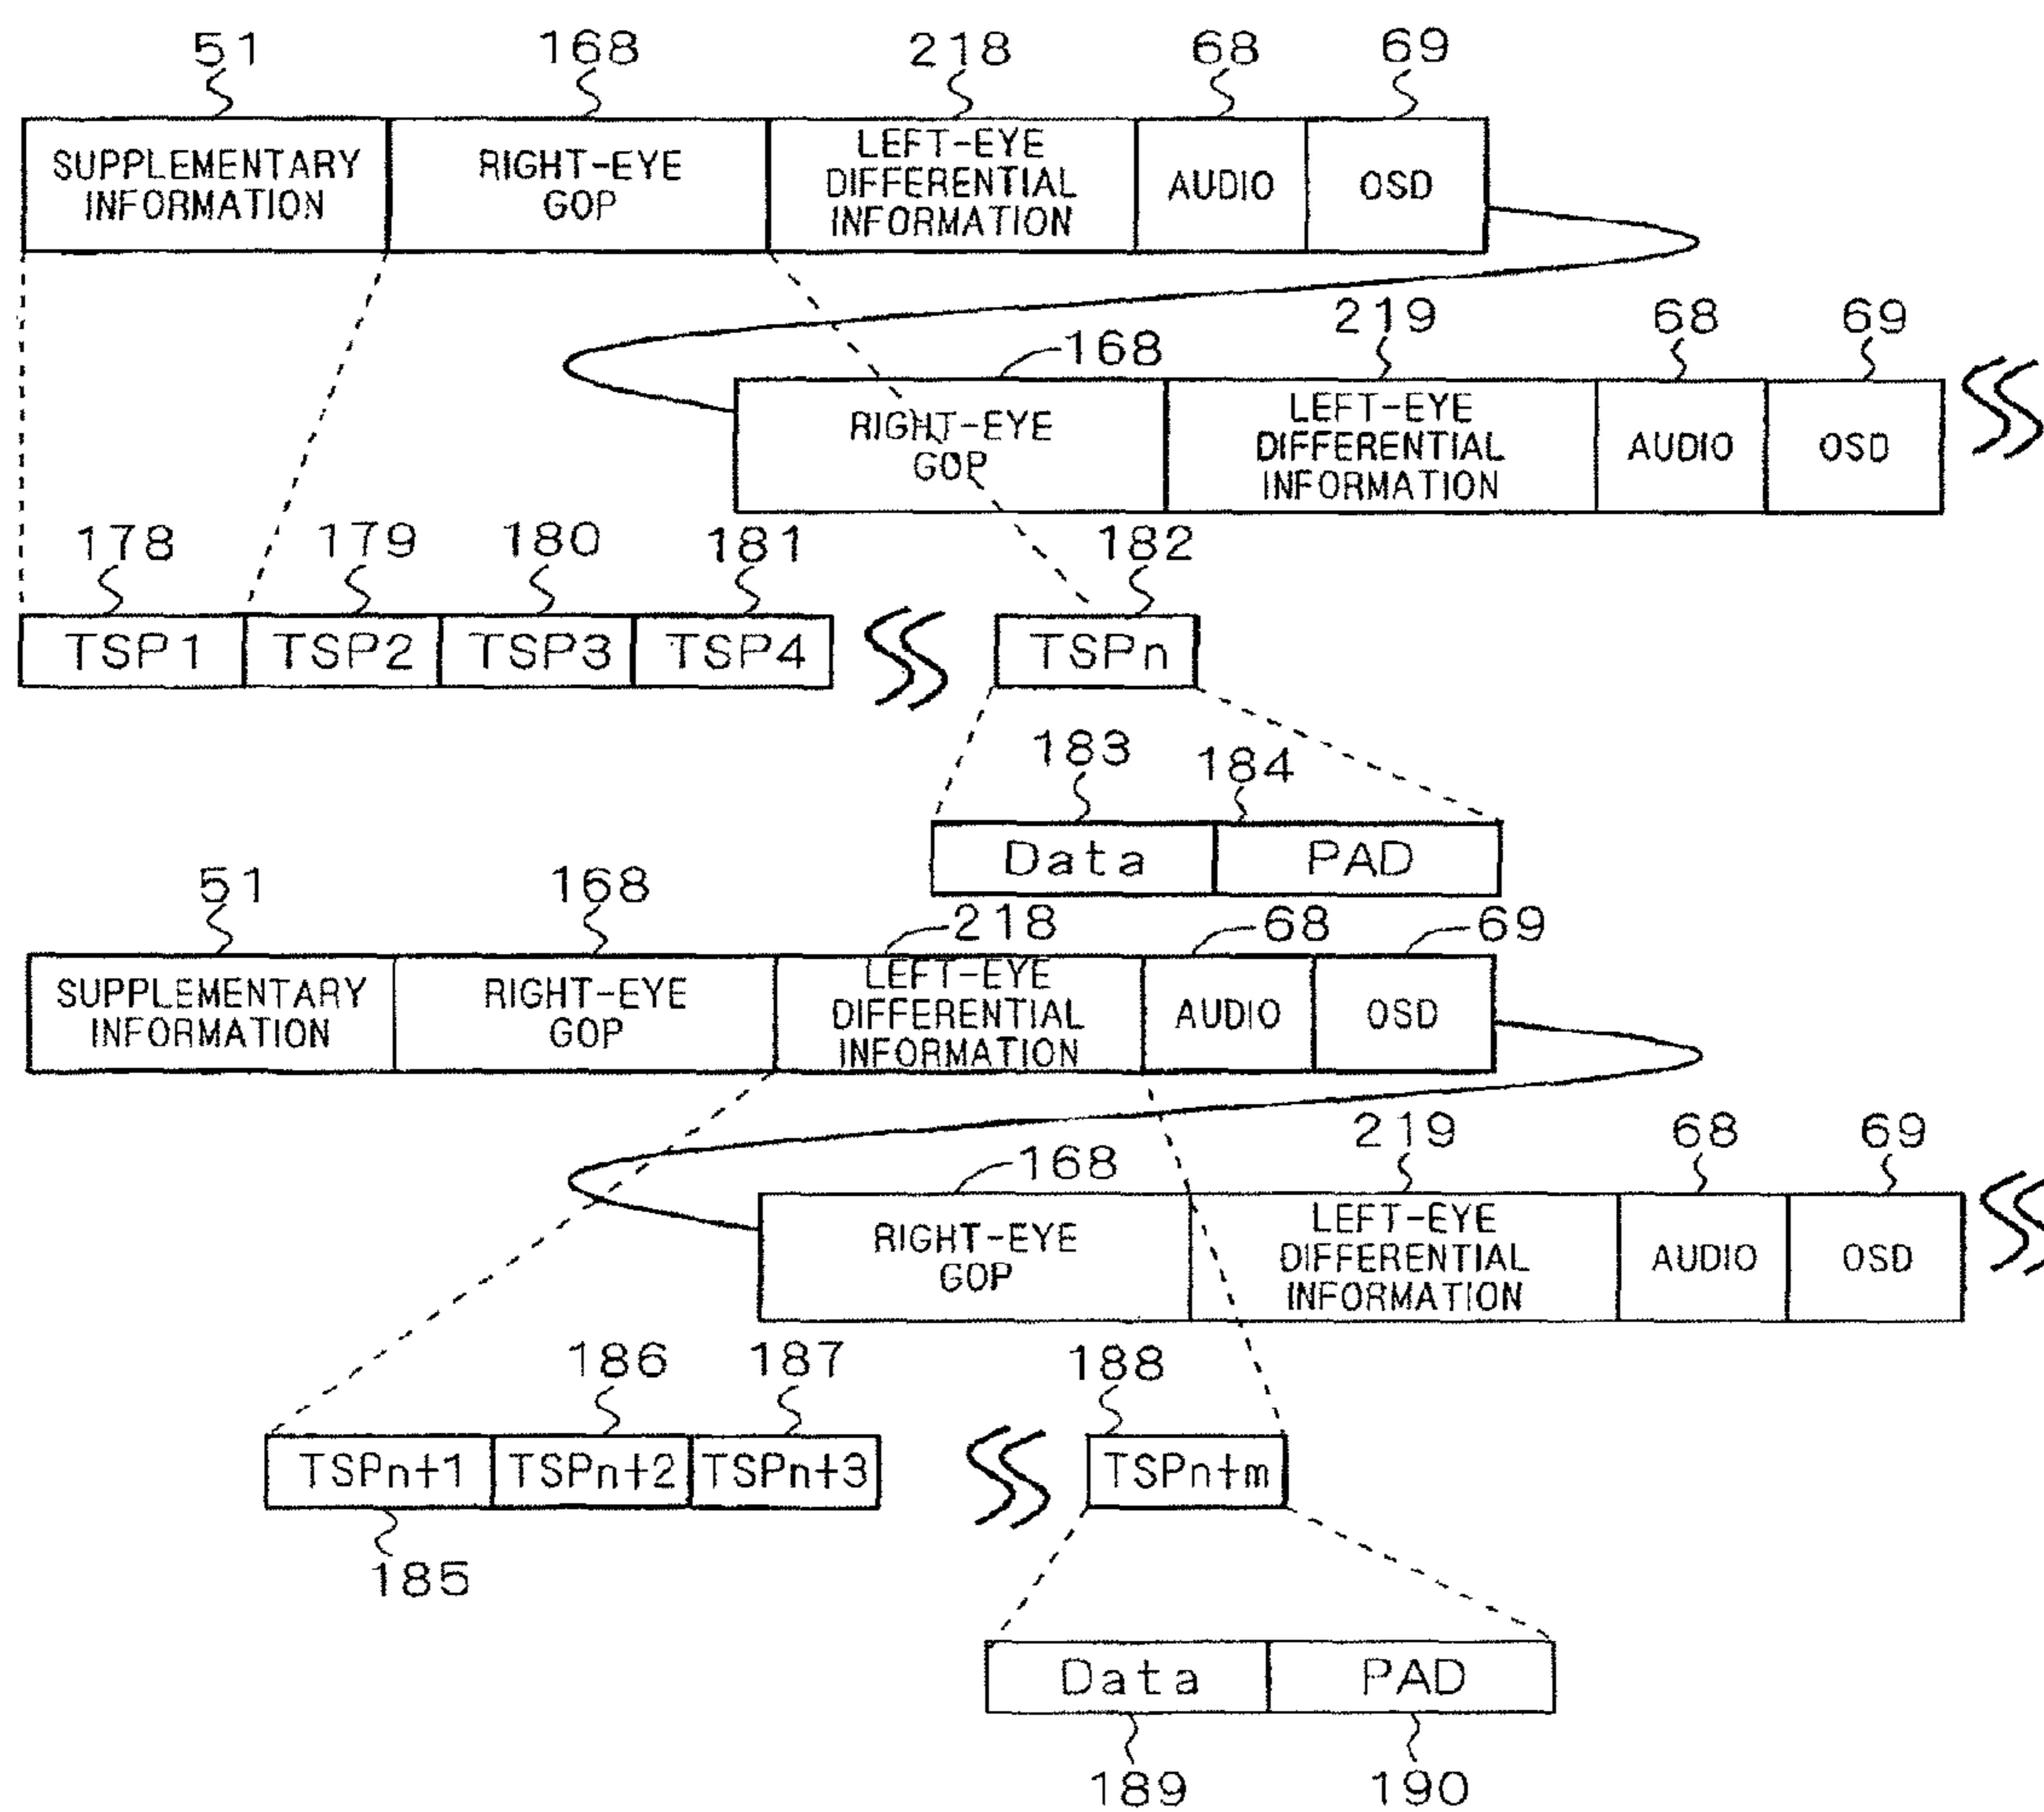 51 168 218 68 69
SUPPLEMENTARY INFORMATION
RIGHT-EYE GOP
LEFT-EYE DIFFERENTIAL INFORMATION
AUDIO
OSD
168 219 68 69
RIGHT-EYE GOP
LEFT-EYE DIFFERENTIAL INFORMATION
AUDIO
OSD
178 179 180 181 182
TSP1 TSP2 TSP3 TSP4 TSPn
183 184
Data PAD
51 168 218 68 69
SUPPLEMENTARY INFORMATION
RIGHT-EYE GOP
LEFT-EYE DIFFERENTIAL INFORMATION
AUDIO
OSD
168 219 68 69
RIGHT-EYE GOP
LEFT-EYE DIFFERENTIAL INFORMATION
AUDIO
OSD
186 187 188
TSPn+1 TSPn+2 TSPn+3 TSPn+m
185
Data PAD
189 190